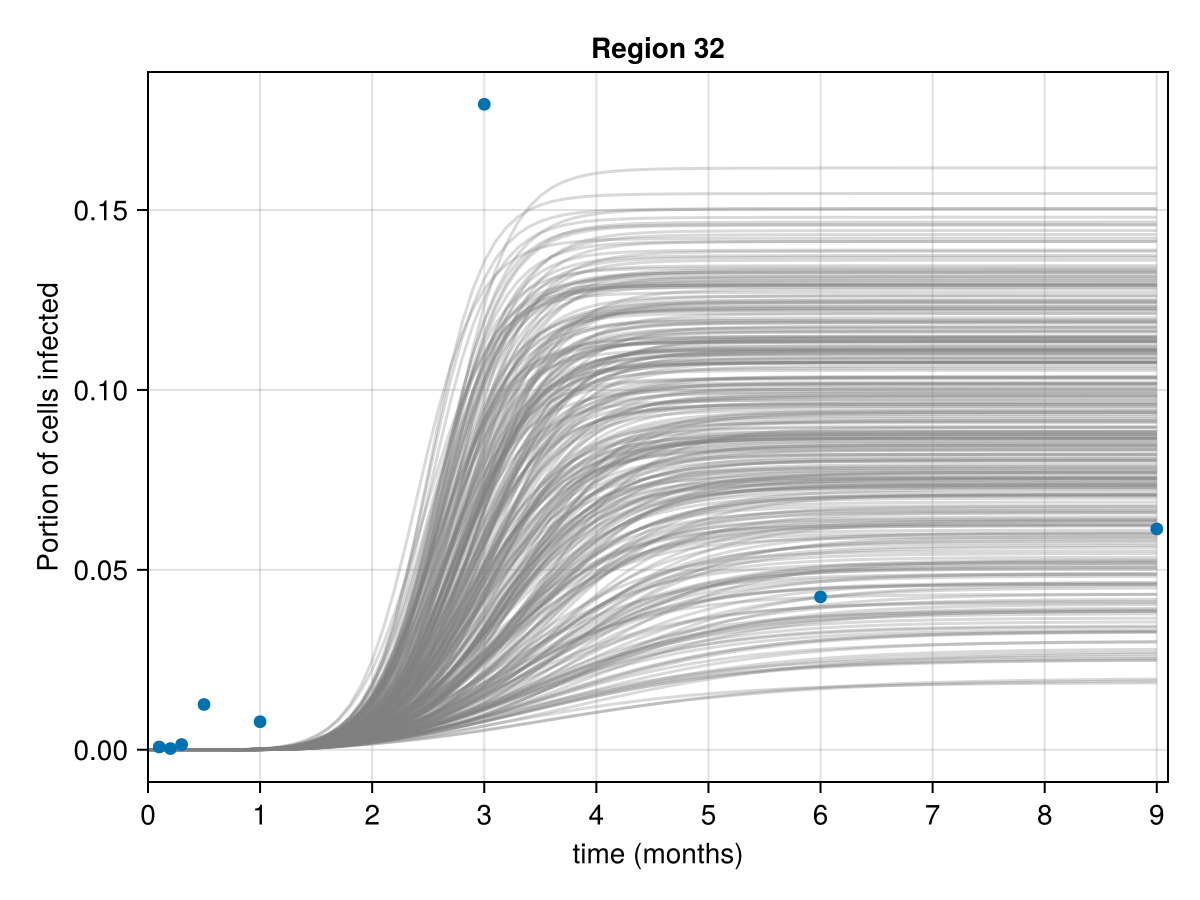 Region 32
Portion of cells infected
0.15
0.10
0.05
0.00
0 1 2 3 4 5 6 7 8 9
time (months)